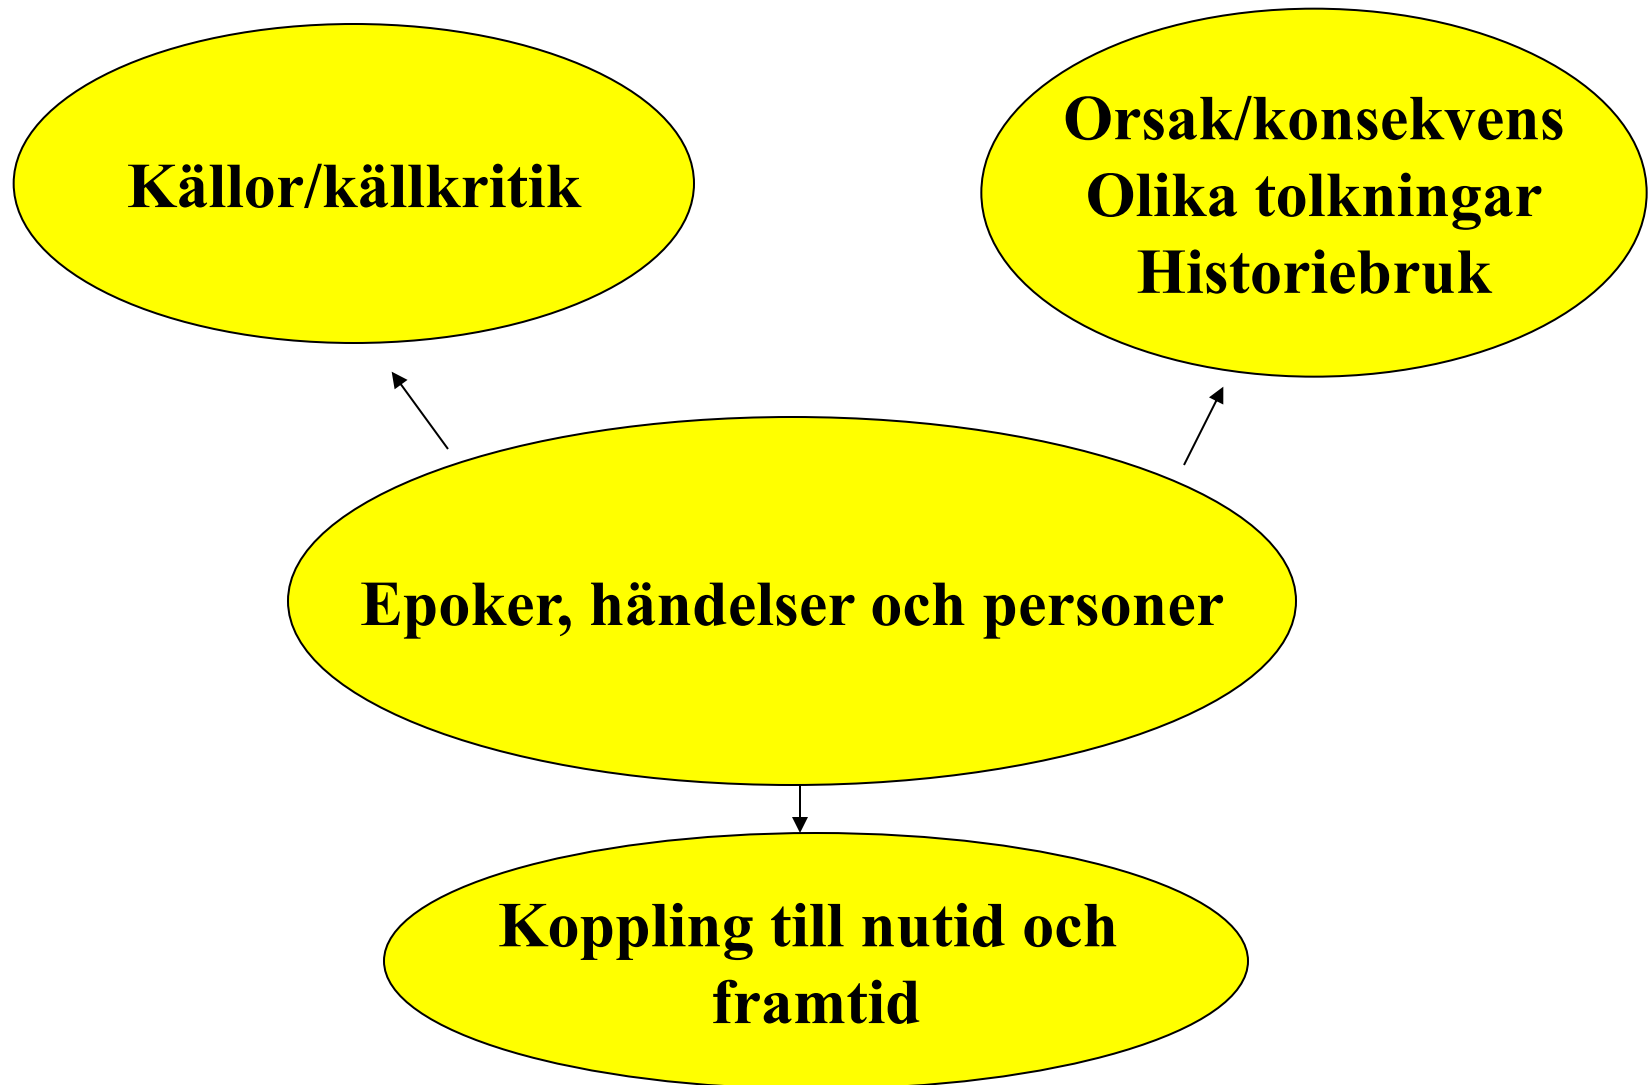 Källor/källkritik
Orsak/konsekvens
Olika tolkningar
Historiebruk
Epoker, händelser och personer
Koppling till nutid och
framtid